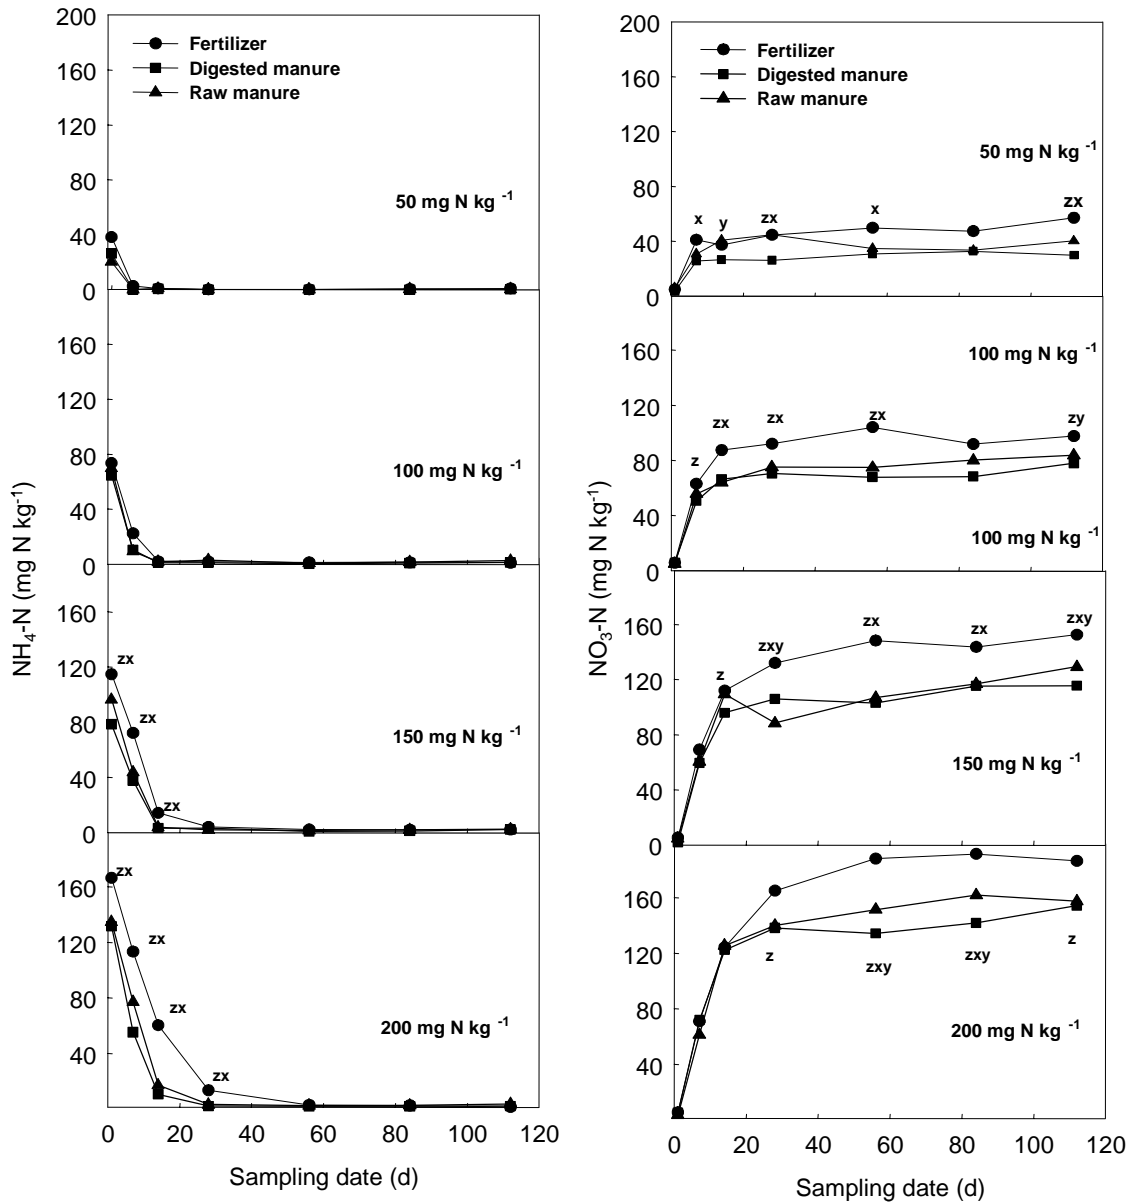 200
160
120
80
40
0
Fertilizer
Digested manure
Raw manure
50 mg N kg -1
160
120
80
40
0
100 mg N kg -1
160
120
80
40
0
zx
zx
zx
150 mg N kg -1
160
120
80
40
zx
zx
zx
zx
200 mg N kg -1
0 20 40 60 80 100 120
Sampling date (d)
NH4-N (mg N kg-1)
200
160
120
80
40
0
Fertilizer
Digested manure
Raw manure
50 mg N kg -1
x y zx x zx
160
120
80
40
0
100 mg N kg -1
z zx zx zx zy
100 mg N kg -1
160
120
80
40
0
z zxy zx zx zxy
150 mg N kg -1
160
120
80
40
z zxy zxy z
200 mg N kg -1
0 20 40 60 80 100 120
Sampling date (d)
NO3-N (mg N kg-1)